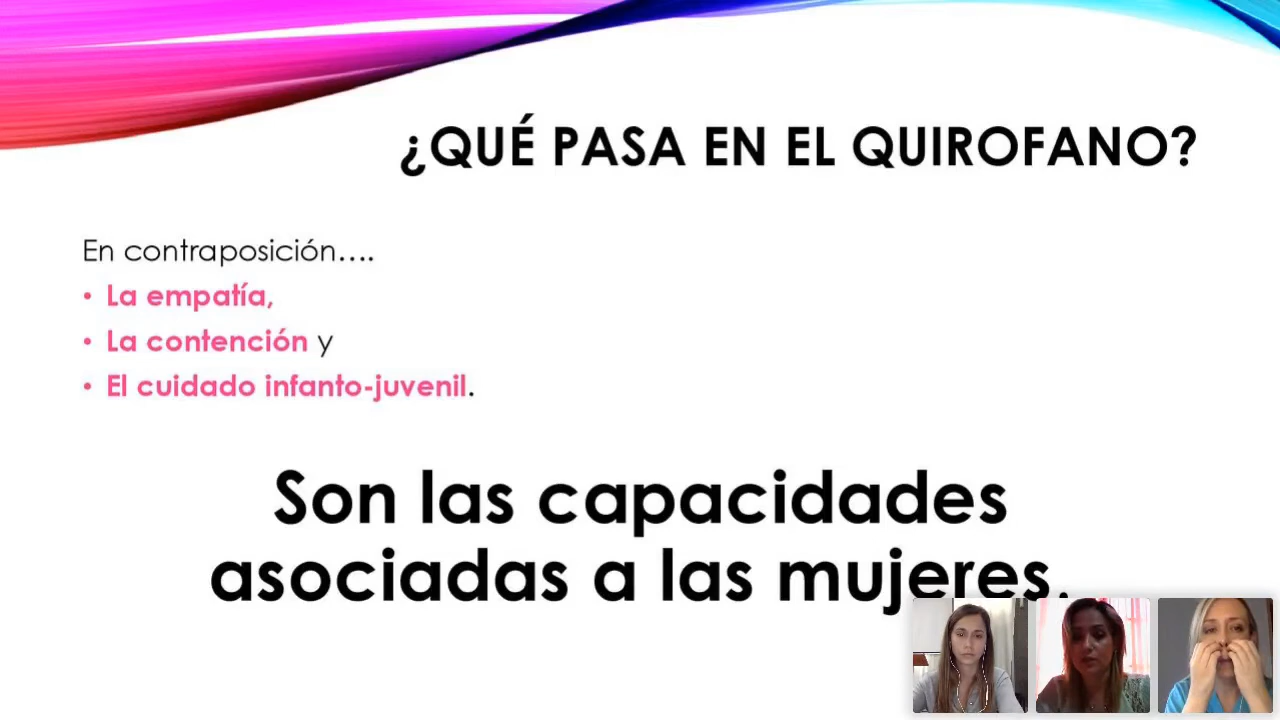 ¿QUÉ PASA EN EL QUIROFANO?
En contraposición....
• La empatía,
• La contención y
• El cuidado infanto-juvenil.
Son las capacidades
asociadas a las mujeres.